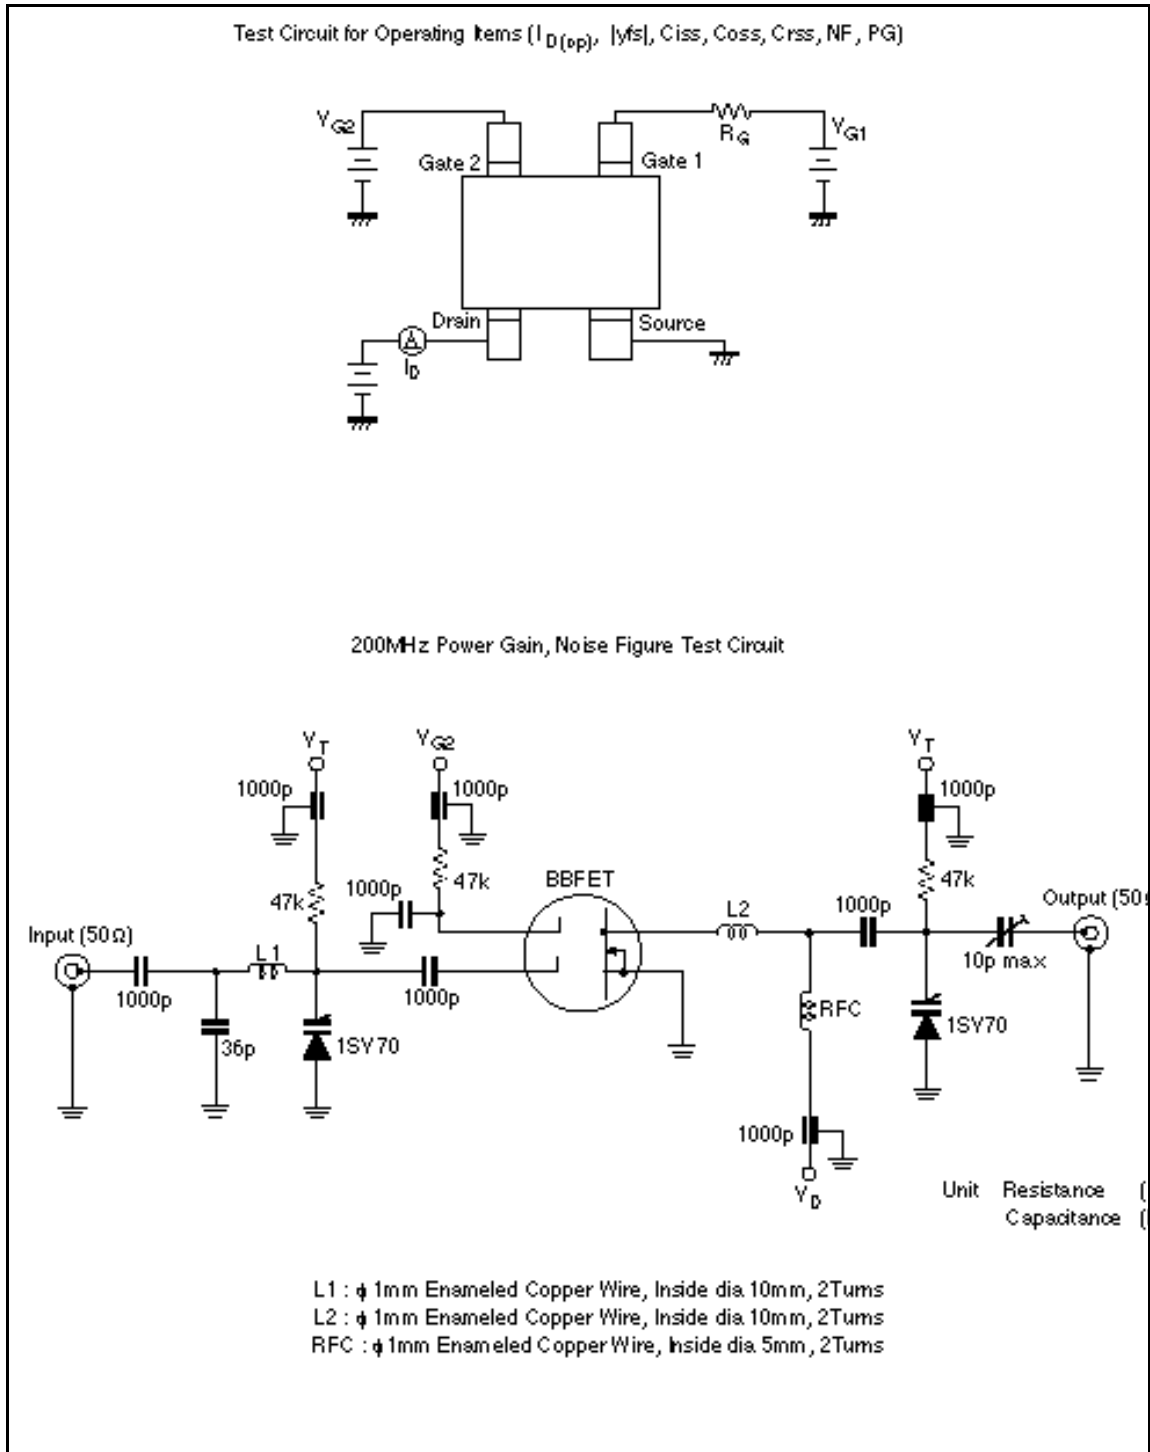 Test Circuit for Operating Items (I D(op), |yfs|, Ciss, Coss, Crss, NF, PG)
VG2
RG
VG1
Gate 2
Gate 1
Drain
Source
A
ID
200MHz Power Gain, Noise Figure Test Circuit
VT
VG2
VT
1000p
1000p
1000p
47k
1000p
47k
BBFET
47k
L2
1000p
Output (50
Input (50Ω)
L1
10p max
1000p
1000p
RFC
36p
1SV70
1SV70
1000p
VD
Unit Resistance (
Capacitance (
L1 : ϕ 1mm Enameled Copper Wire, Inside dia 10mm, 2Turns
L2 : ϕ 1mm Enameled Copper Wire, Inside dia 10mm, 2Turns
RFC : ϕ 1mm Enameled Copper Wire, Inside dia 5mm, 2Turns